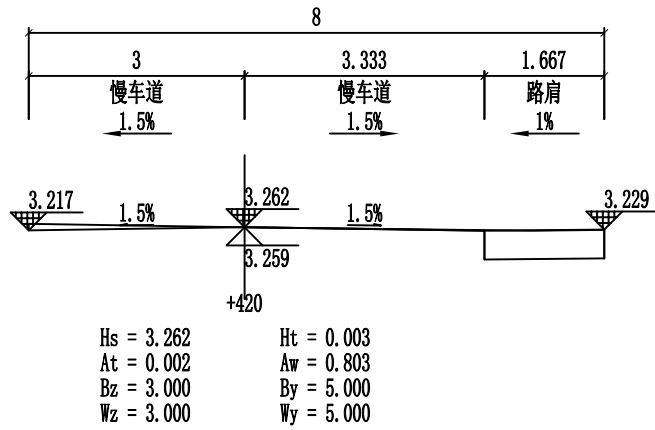 8
3 3.333 1.667
慢车道 慢车道 路肩
1.5% 1.5% 1%
3.217 1.5% 3.262 1.5% 3.229
3.259
+420
Hs = 3.262 Ht = 0.003
At = 0.002 Aw = 0.803
Bz = 3.000 By = 5.000
Wz = 3.000 Wy = 5.000